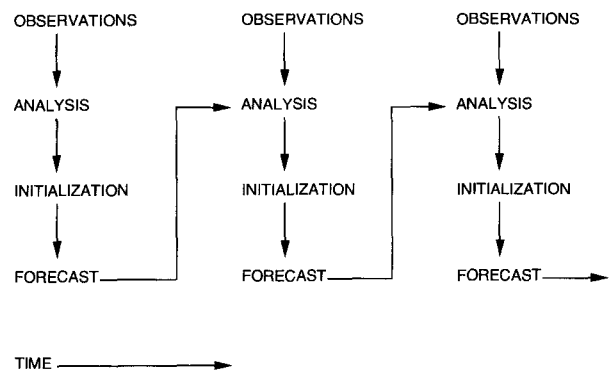 OBSERVATIONS OBSERVATIONS OBSERVATIONS
ANALYSIS ANALYSIS ANALYSIS
INITIALIZATION INITIALIZATION INITIALIZATION
FORECAST FORECAST FORECAST
TIME